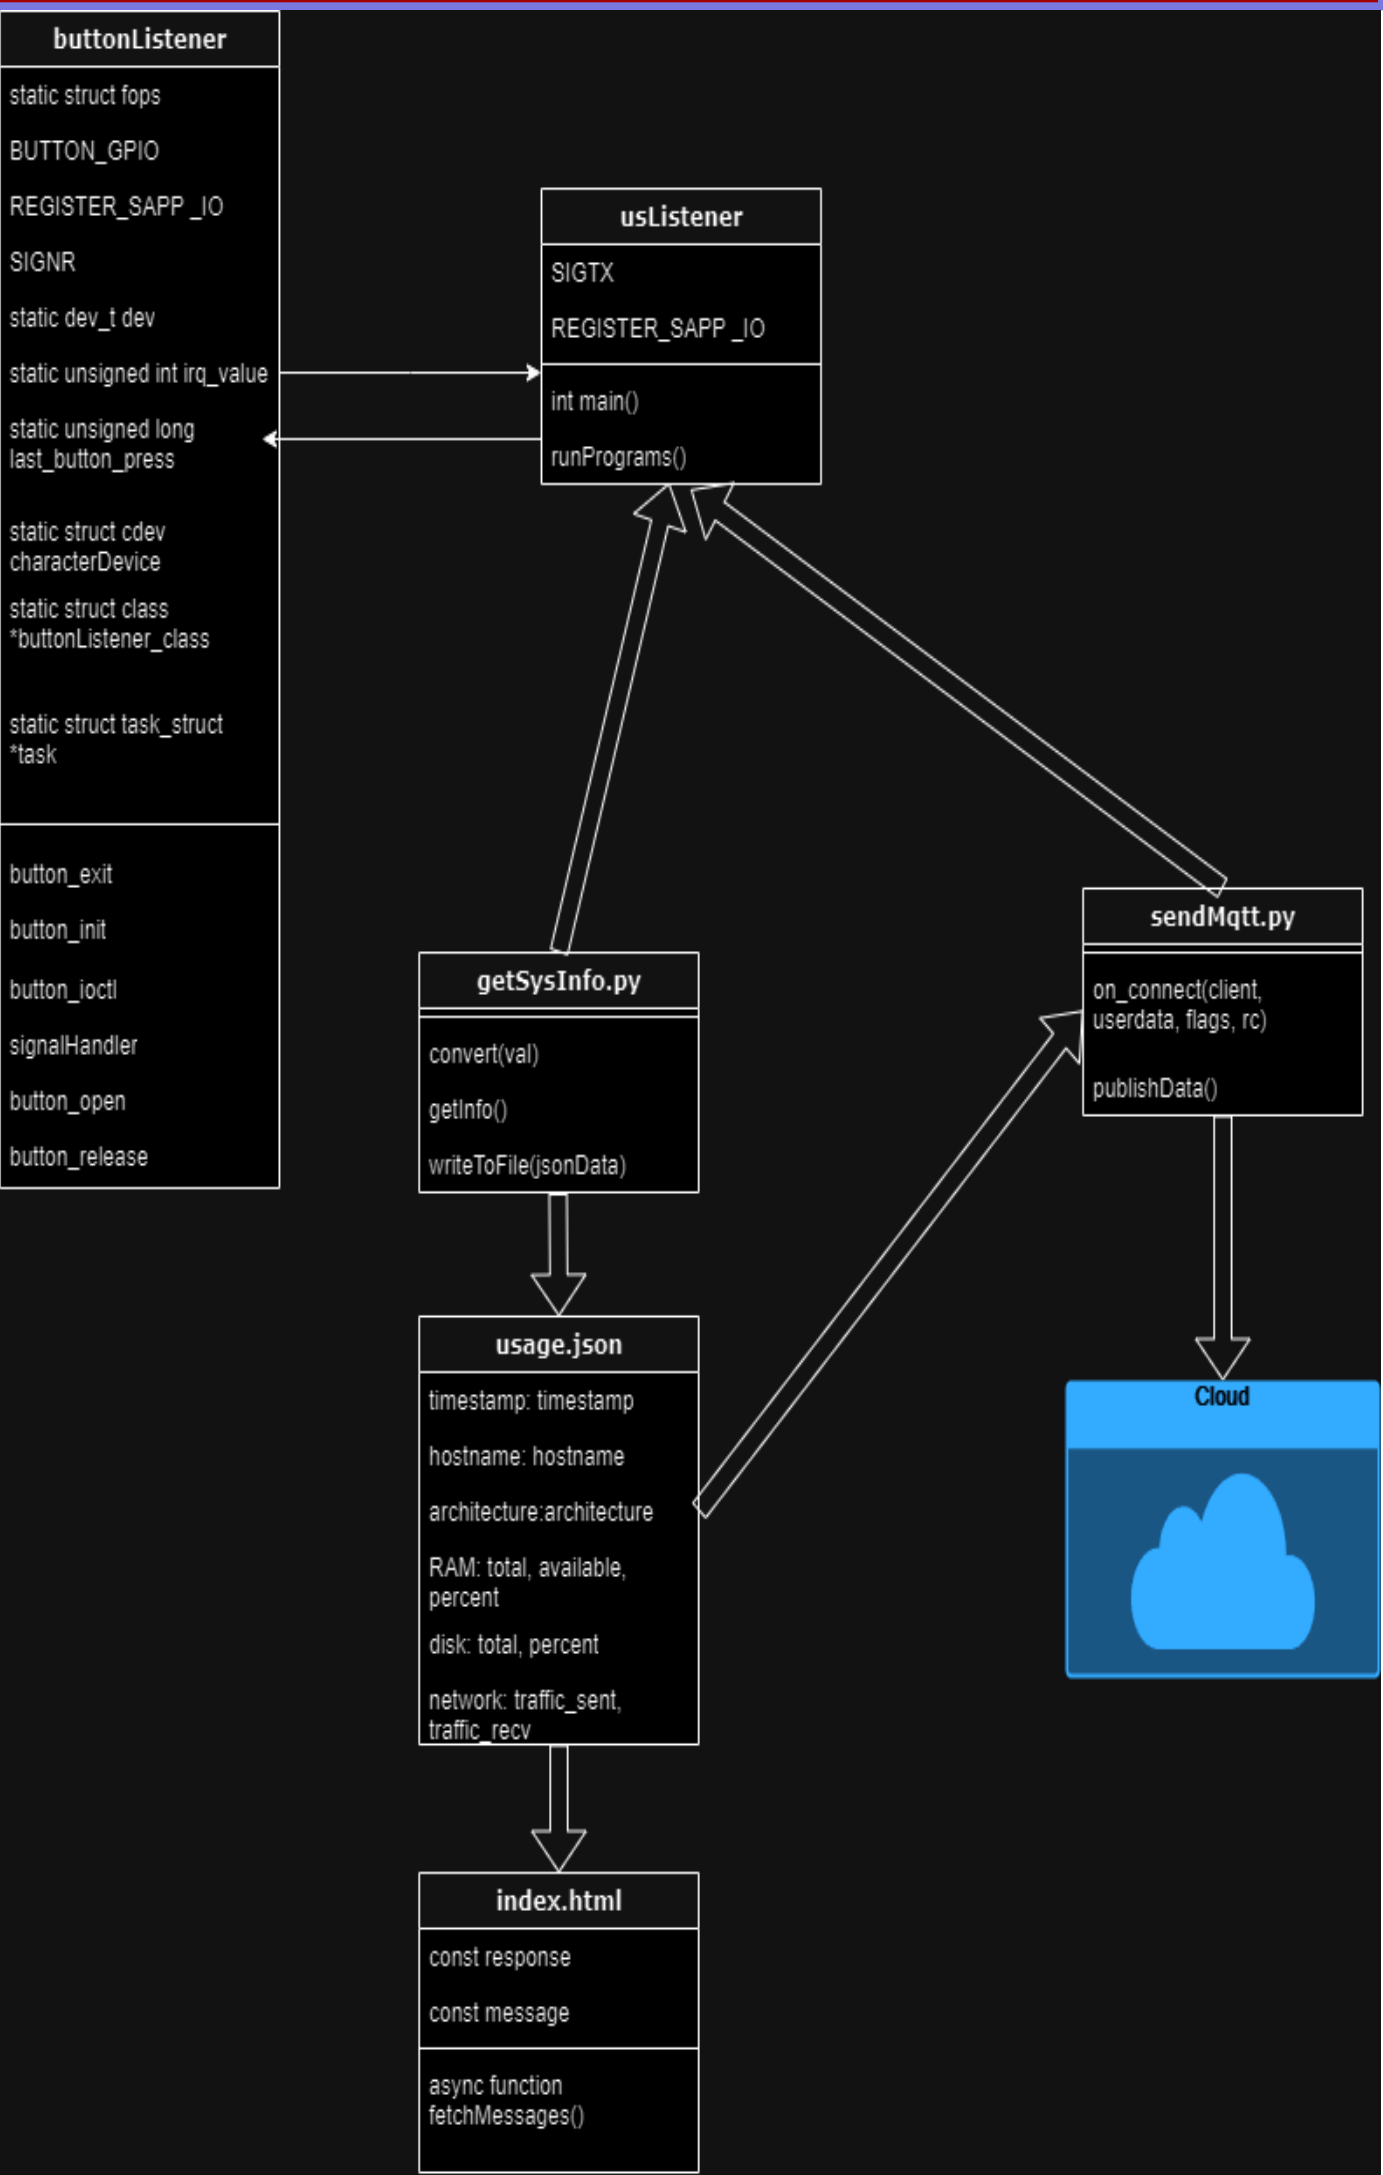 buttonListener
static struct fops
BUTTON_GPIO
REGISTER_SAPP _IO
SIGNR
static dev_t dev
static unsigned int irq_value
static unsigned long
last_button_press
static struct cdev
characterDevice
static struct class
*buttonListener_class
static struct task_struct
*task
button_exit
button_init
button_ioctl
signalHandler
button_open
button_release
usListener
SIGTX
REGISTER_SAPP _IO
int main()
runPrograms()
getSysInfo.py
convert(val)
getInfo()
writeToFile(jsonData)
sendMqtt.py
on_connect(client,
userdata, flags, rc)
publishData()
usage.json
timestamp: timestamp
hostname: hostname
architecture:architecture
RAM: total, available,
percent
disk: total, percent
network: traffic_sent,
traffic_recv
Cloud
index.html
const response
const message
async function
fetchMessages()